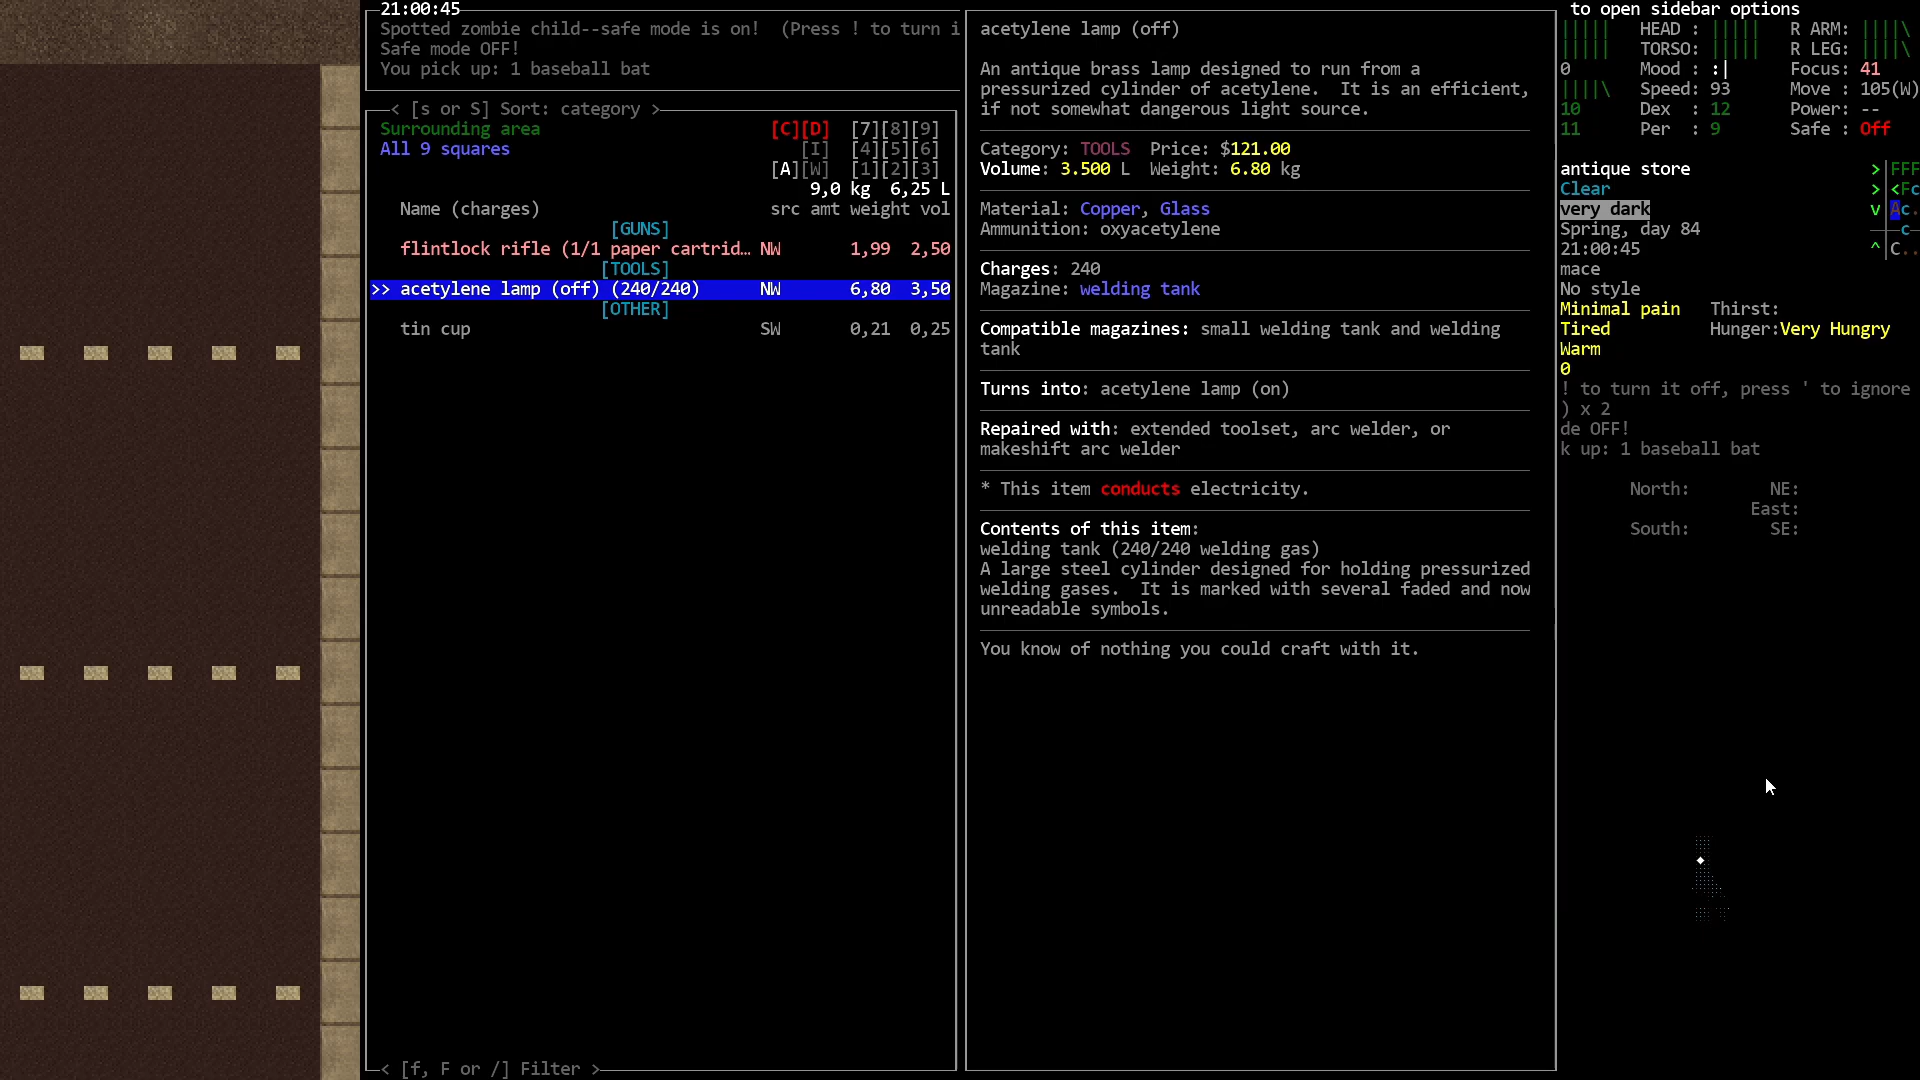 21:00:45
Spotted zombie child--safe mode is on!  (Press ! to turn i
Safe mode OFF!
You pick up: 1 baseball bat
< [s or S] Sort: category >
Surrounding area [C][D] [7][8][9]
All 9 squares [I] [4][5][6]
[A][W] [1][2][3]
9,0 kg 6,25 L
Name (charges) src amt weight vol
[GUNS]
flintlock rifle (1/1 paper cartrid… NW 1,99 2,50
[TOOLS]
>> acetylene lamp (off) (240/240) NW 6,80 3,50
[OTHER]
tin cup SW 0,21 0,25
< [f, F or /] Filter >
acetylene lamp (off)
An antique brass lamp designed to run from a
pressurized cylinder of acetylene.  It is an efficient,
if not somewhat dangerous light source.
Category: TOOLS  Price: $121.00
Volume: 3.500 L  Weight: 6.80 kg
Material: Copper, Glass
Ammunition: oxyacetylene
Charges: 240
Magazine: welding tank
Compatible magazines: small welding tank and welding
tank
Turns into: acetylene lamp (on)
Repaired with: extended toolset, arc welder, or
makeshift arc welder
* This item conducts electricity.
Contents of this item:
welding tank (240/240 welding gas)
A large steel cylinder designed for holding pressurized
welding gases.  It is marked with several faded and now
unreadable symbols.
You know of nothing you could craft with it.
to open sidebar options
||||| HEAD : ||||| R ARM: ||||\
||||| TORSO: ||||| R LEG: ||||\
0 Mood : :| Focus: 41
||||\ Speed: 93 Move : 105(W)
10 Dex : 12 Power: --
11 Per : 9 Safe : Off
antique store > FFF
Clear > <Fc
very dark v Ac.
Spring, day 84 c
21:00:45 ^ C..
mace
No style
Minimal pain Thirst:
Tired Hunger:Very Hungry
Warm
0
! to turn it off, press ' to ignore
) x 2
de OFF!
k up: 1 baseball bat
North: NE:
East:
South: SE: